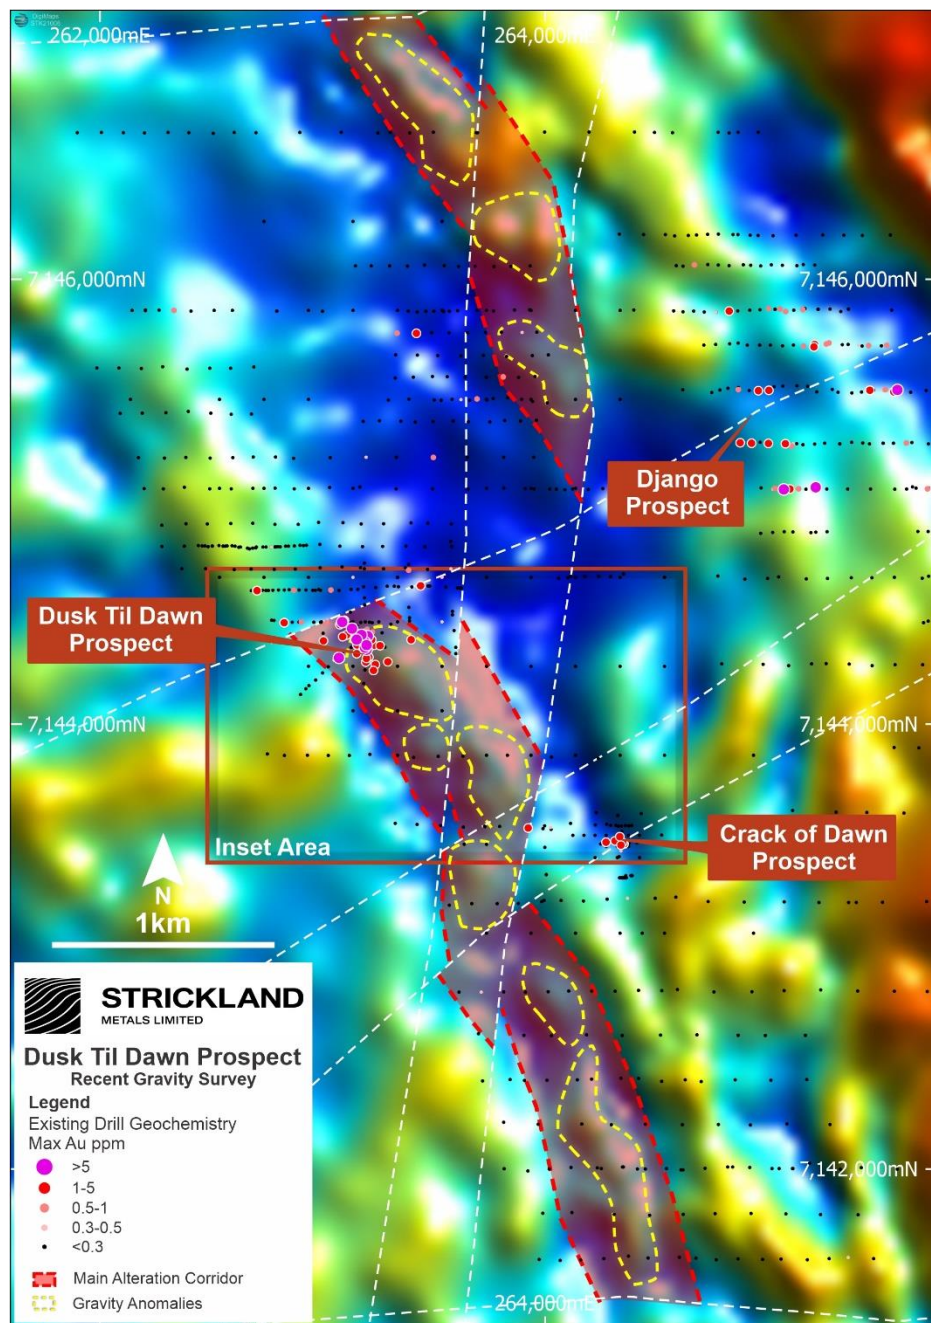 DigiMaps
262,000mE
264,000mE
7,146,000mN
7,146,000mN
Django
Prospect
Dusk Til Dawn
Prospect
7,144,000mN
7,144,000mN
Crack of Dawn
Prospect
Inset Area
N
1km
STRICKLAND
METALS LIMITED
Dusk Til Dawn Prospect
Recent Gravity Survey
Legend
Existing Drill Geochemistry
Max Au ppm
>5
1-5
0.5-1
0.3-0.5
<0.3
Main Alteration Corridor
Gravity Anomalies
7,142,000mN
264,000mE